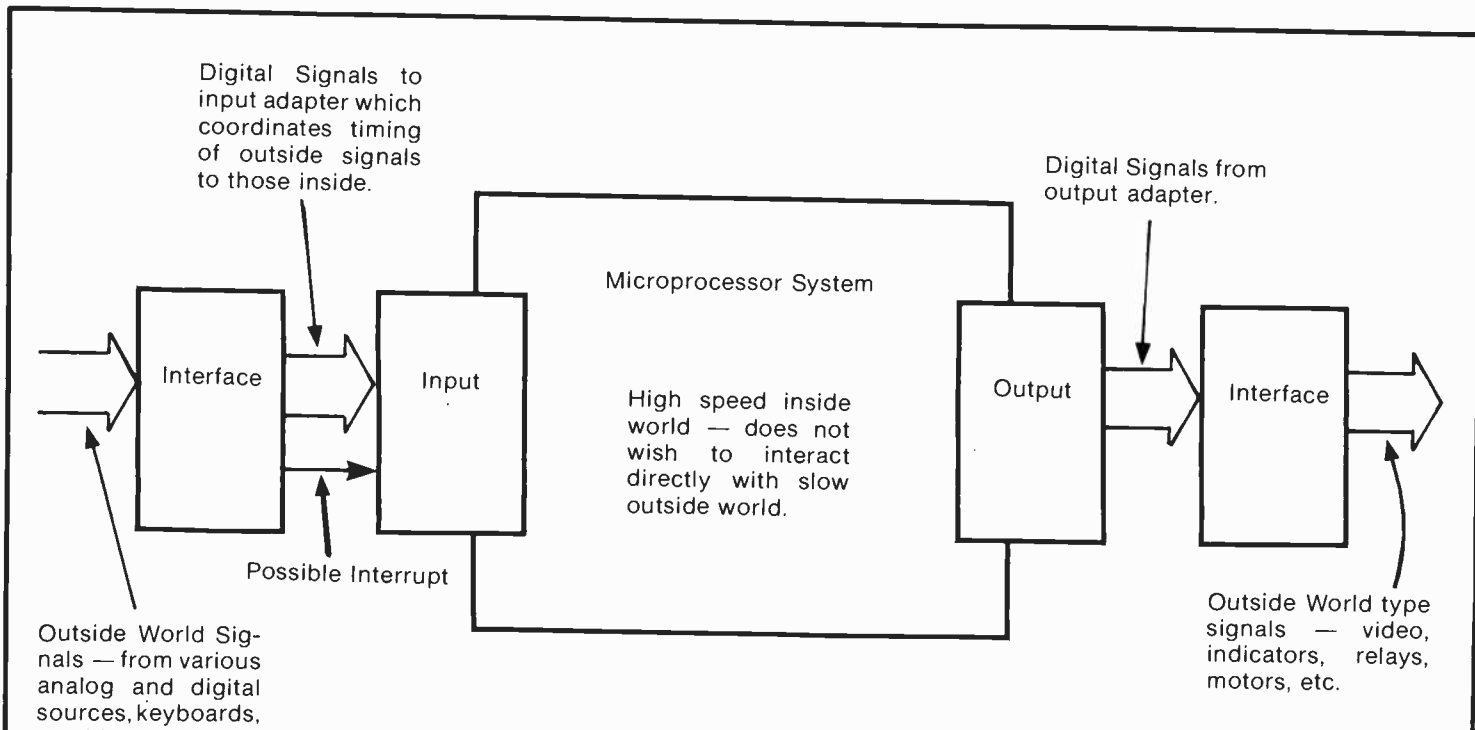 Digital Signals to
input adapter which
coordinates timing
of outside signals
to those inside.
Digital Signals from
output adapter.
Microprocessor System
Interface
Input
High speed inside
world — does not
wish to interact
directly with slow
outside world.
Output
Interface
Possible Interrupt
Outside World Sig-
nals — from various
analog and digital
sources, keyboards,
Outside World type
signals — video,
indicators, relays,
motors, etc.